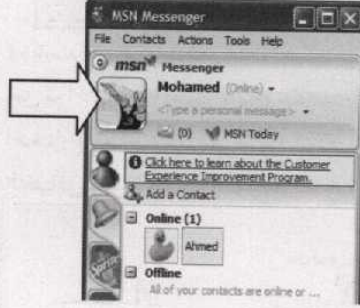 MSN Messenger
File Contacts Actions Tools Help
msn Messenger
Mohamed (Online)
<Type a personal message>
(0) MSN Today
Click here to learn about the Customer
Experience Improvement Program.
Add a Contact
Online (1)
Ahmed
Offline
All of your contacts are online or ...